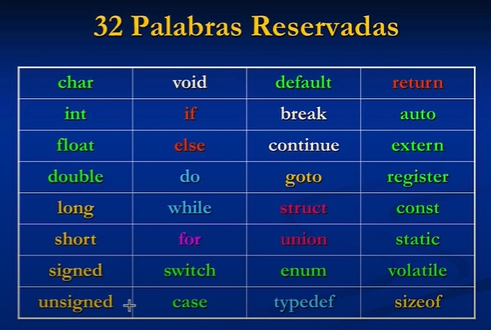 32 Palabras Reservadas
char void default return
int if break auto
float else continue extern
double do goto register
long while struct const
short for union static
signed switch enum volatile
unsigned case typedef sizeof